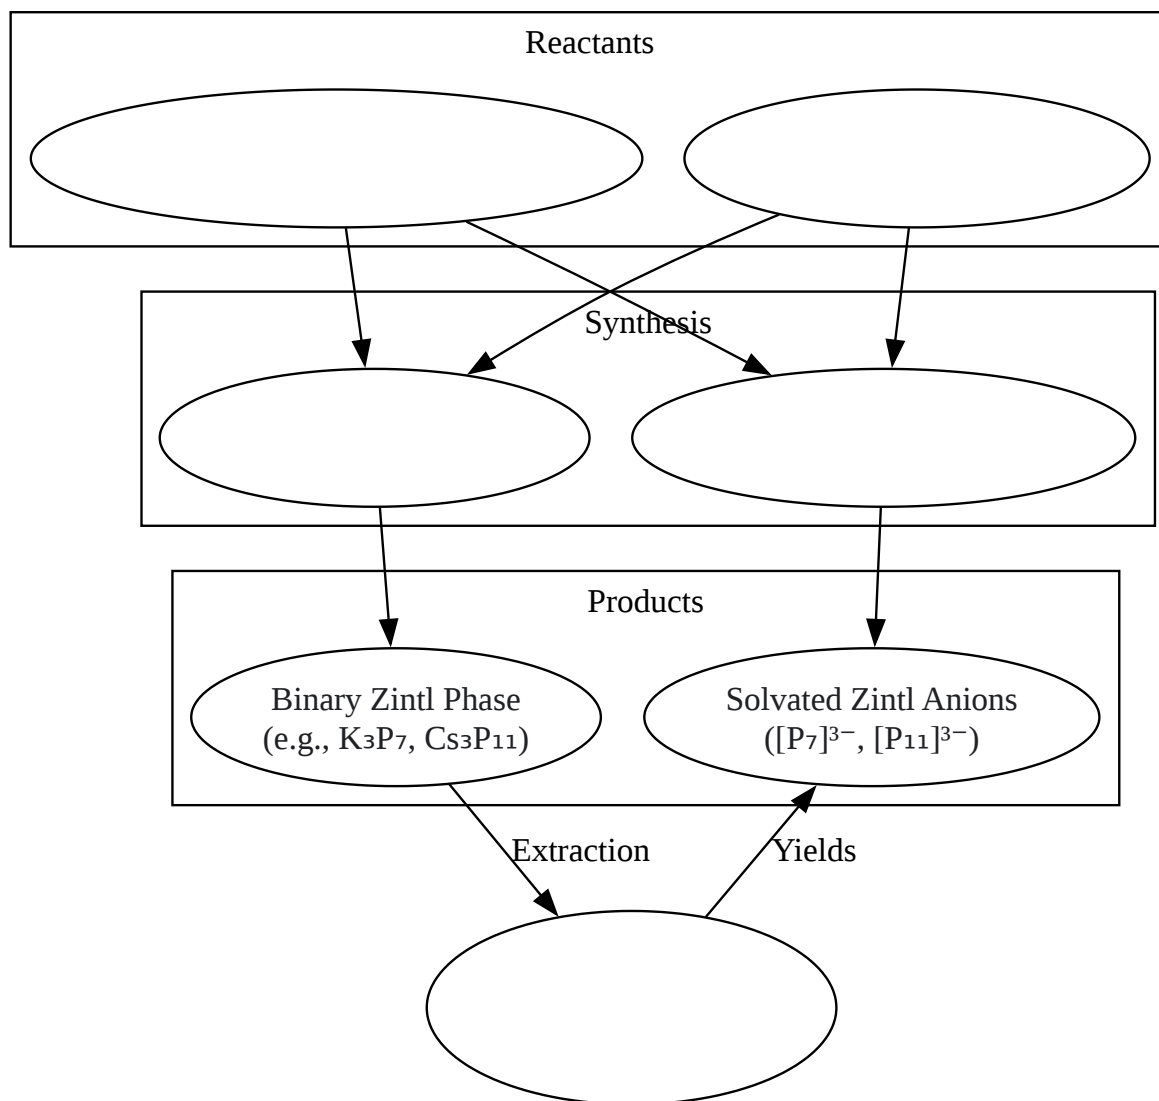 Reactants
Synthesis
Products
Binary Zintl Phase
(e.g., K₃P₇, Cs₃P₁₁)
Solvated Zintl Anions
([P₇]³⁻, [P₁₁]³⁻)
Extraction
Yields